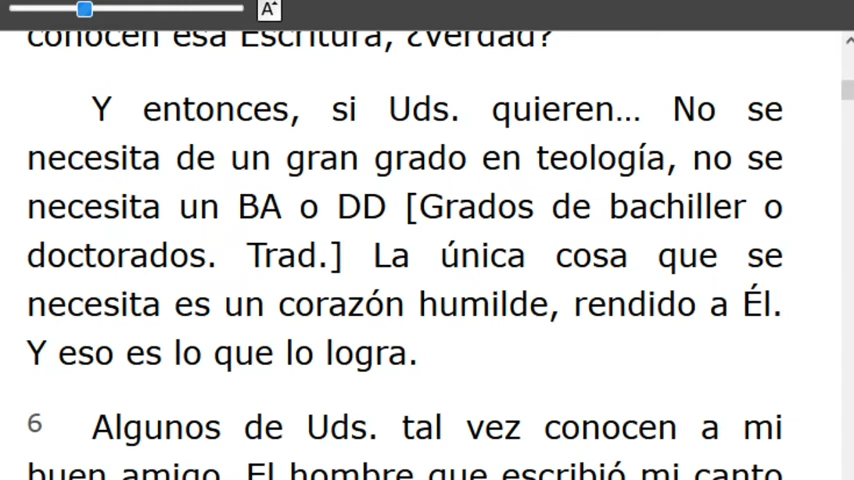 A
conocen esa Escritura, ¿verdad?
Y entonces, si Uds. quieren... No se
necesita de un gran grado en teología, no se
necesita un BA o DD [Grados de bachiller o
doctorados. Trad.] La única cosa que se
necesita es un corazón humilde, rendido a Él.
Y eso es lo que lo logra.
6 Algunos de Uds. tal vez conocen a mi
buen amigo. El hombre que escribió mi canto